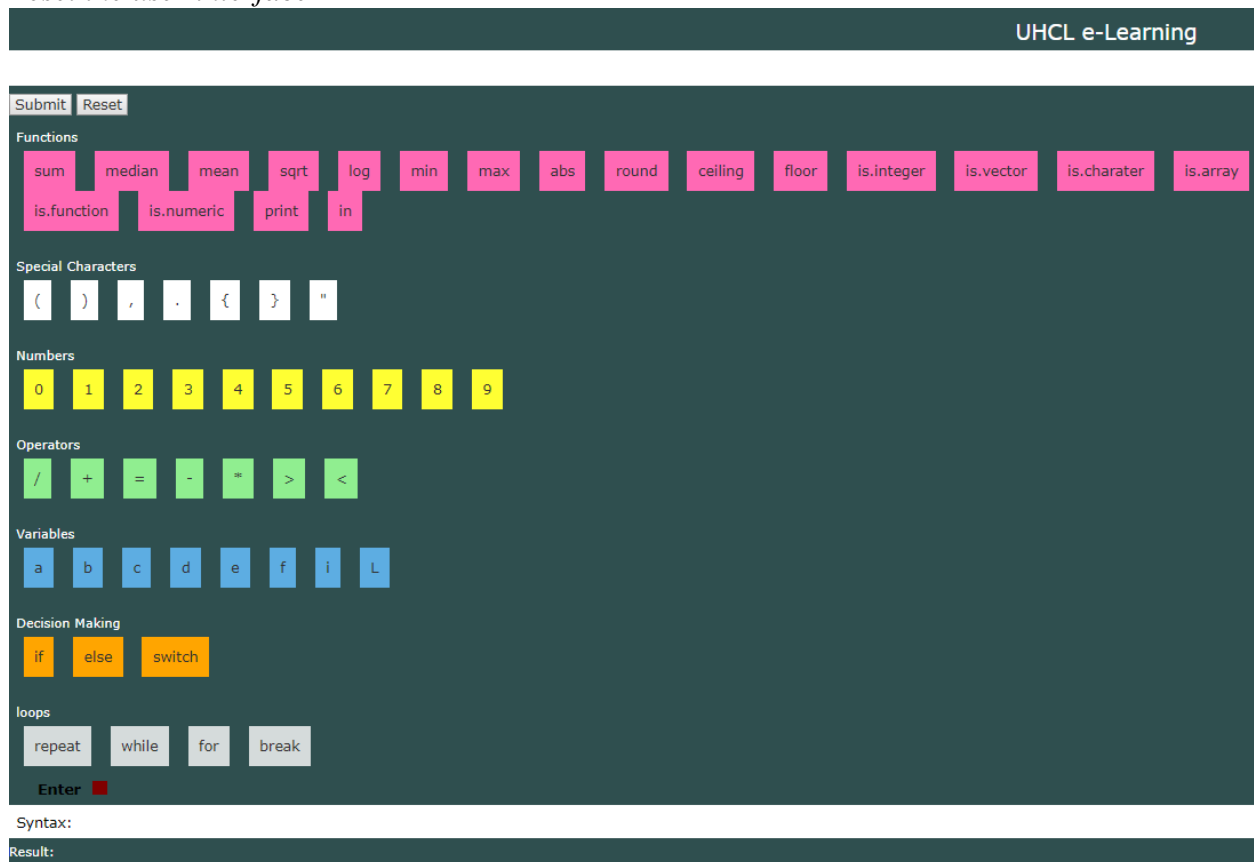 UHCL e-Learning
Submit Reset
Functions
sum median mean sqrt log min max abs round ceiling floor is.integer is.vector is.charater is.array
is.function is.numeric print in
Special Characters
( ) , . { } "
Numbers
0 1 2 3 4 5 6 7 8 9
Operators
/ + = - * > <
Variables
a b c d e f i L
Decision Making
if else switch
loops
repeat while for break
Enter
Syntax:
Result: